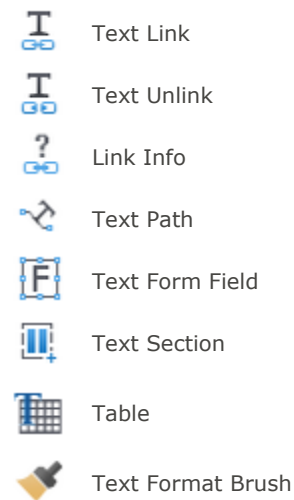 Text Link
Text Unlink
Link Info
Text Path
Text Form Field
Text Section
Table
Text Format Brush